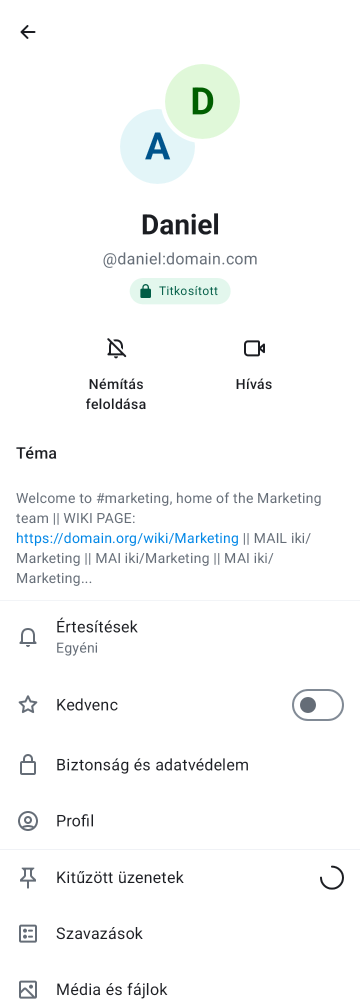 D
A
Daniel
@daniel:domain.com
Titkosított
Némítás
feloldása
Hívás
Téma
Welcome to #marketing, home of the Marketing
team || WIKI PAGE:
https://domain.org/wiki/Marketing || MAIL iki/
Marketing || MAI iki/Marketing || MAI iki/
Marketing...
Értesítések
Egyéni
Kedvenc
Biztonság és adatvédelem
Profil
Kitűzött üzenetek
Szavazások
Média és fájlok